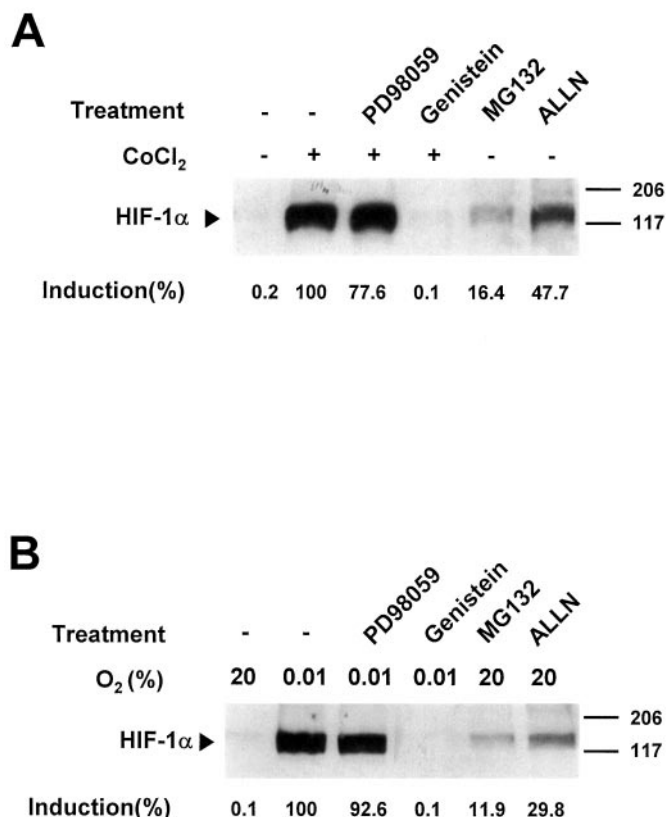 A
Treatment - - PD98059 Genistein MG132 ALLN
CoCl₂ - + + + - -
206
HIF-1α ► 117
Induction(%) 0.2 100 77.6 0.1 16.4 47.7
B
Treatment - - PD98059 Genistein MG132 ALLN
O₂ (%) 20 0.01 0.01 0.01 20 20
206
HIF-1α ► 117
Induction(%) 0.1 100 92.6 0.1 11.9 29.8